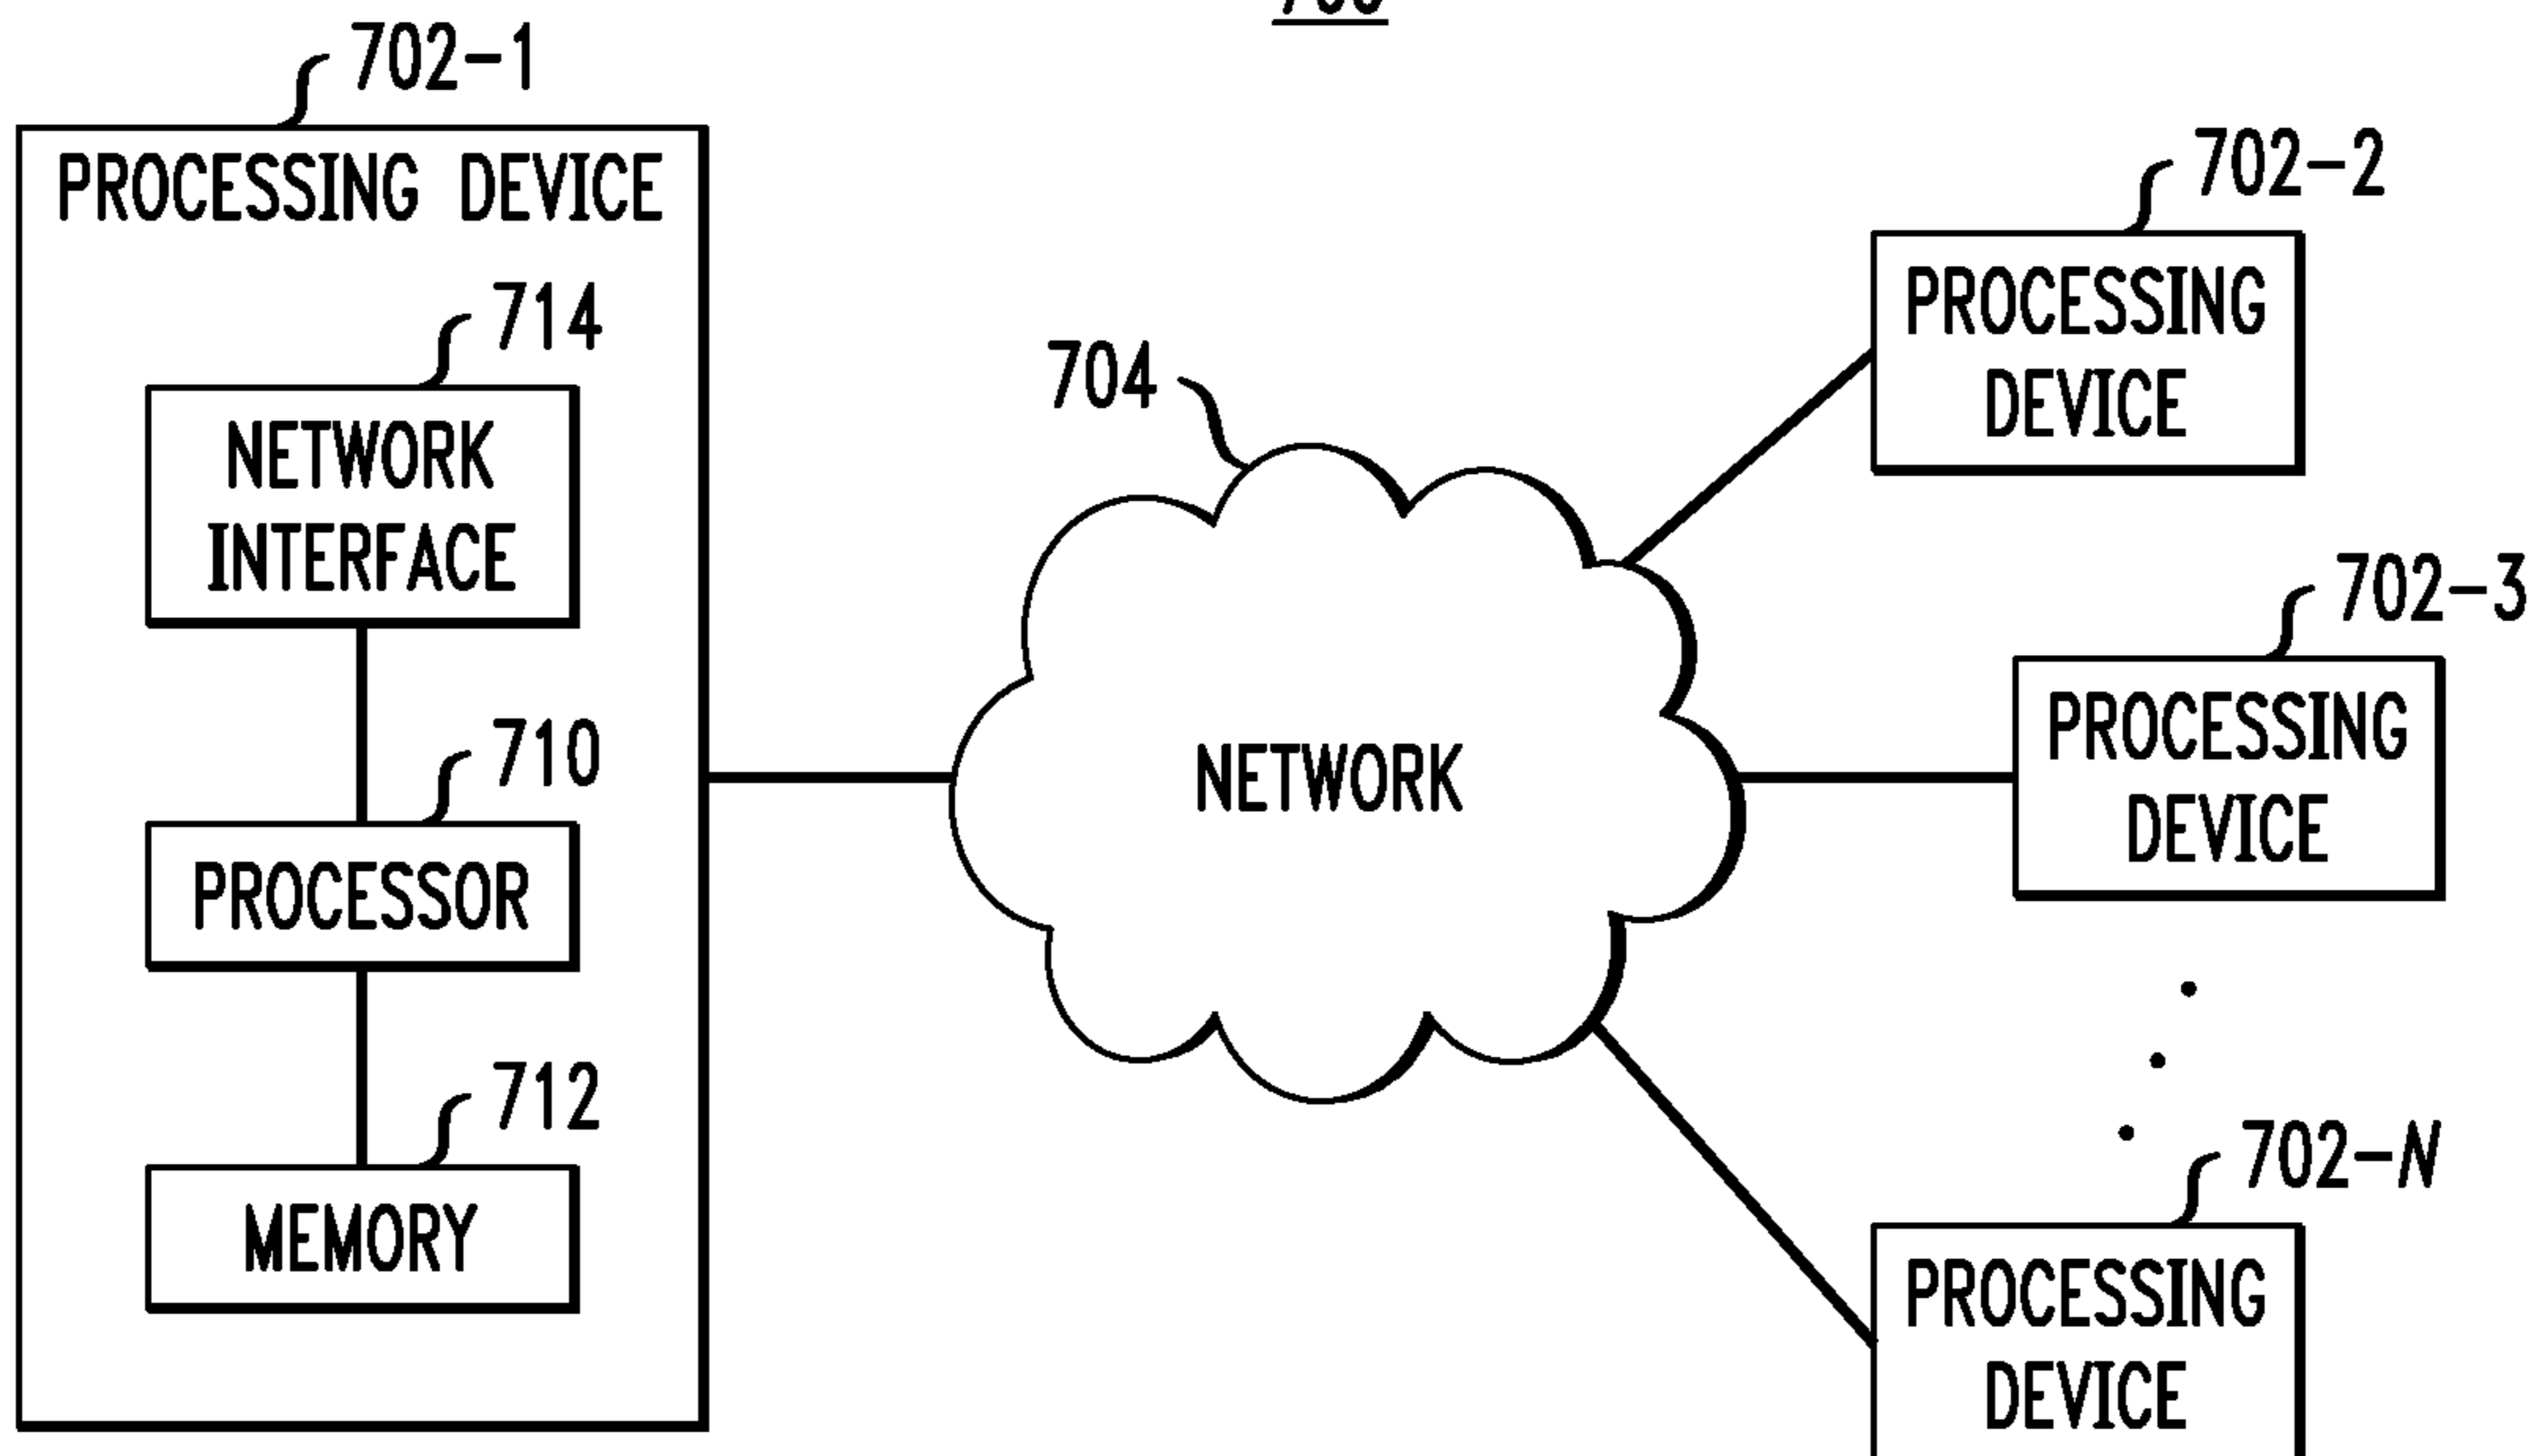 702-1
PROCESSING DEVICE
714
NETWORK
INTERFACE
710
PROCESSOR
712
MEMORY
704
NETWORK
702-2
PROCESSING
DEVICE
702-3
PROCESSING
DEVICE
702-N
PROCESSING
DEVICE